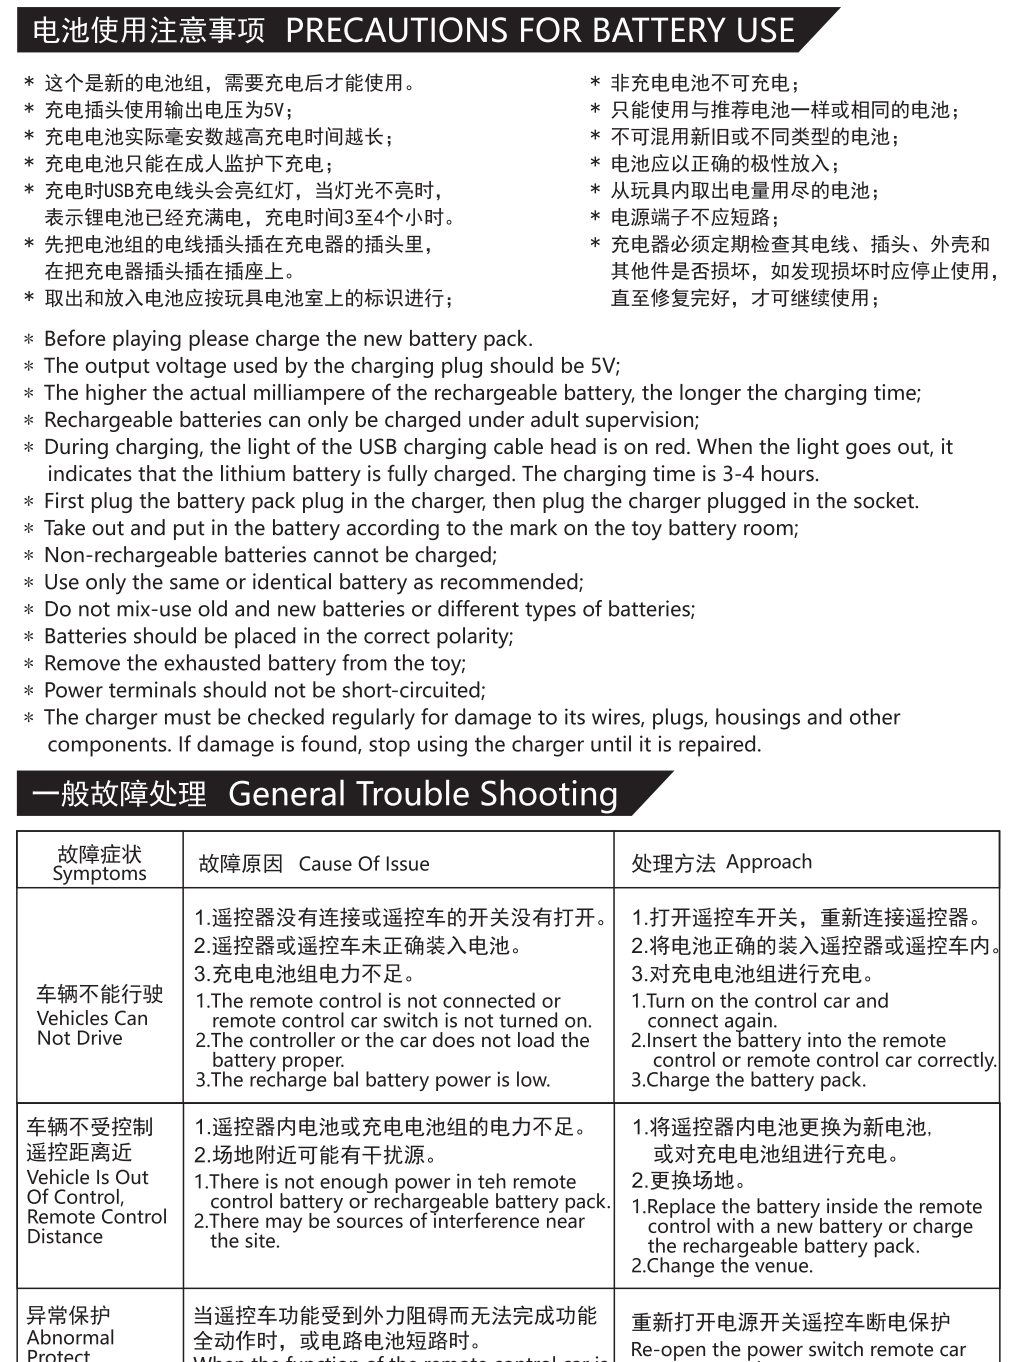 电池使用注意事项 PRECAUTIONS FOR BATTERY USE
* 这个是新的电池组，需要充电后才能使用。
* 充电插头使用输出电压为5V；
* 充电电池实际毫安数越高充电时间越长；
* 充电电池只能在成人监护下充电；
* 充电时USB充电线头会亮红灯，当灯光不亮时，
表示锂电池已经充满电，充电时间3至4个小时。
* 先把电池组的电线插头插在充电器的插头里，
在把充电器插头插在插座上。
* 取出和放入电池应按玩具电池室上的标识进行；
* 非充电电池不可充电；
* 只能使用与推荐电池一样或相同的电池；
* 不可混用新旧或不同类型的电池；
* 电池应以正确的极性放入；
* 从玩具内取出电量用尽的电池；
* 电源端子不应短路；
* 充电器必须定期检查其电线、插头、外壳和
其他件是否损坏，如发现损坏时应停止使用，
直至修复完好，才可继续使用；
* Before playing please charge the new battery pack.
* The output voltage used by the charging plug should be 5V;
* The higher the actual milliampere of the rechargeable battery, the longer the charging time;
* Rechargeable batteries can only be charged under adult supervision;
* During charging, the light of the USB charging cable head is on red. When the light goes out, it
indicates that the lithium battery is fully charged. The charging time is 3-4 hours.
* First plug the battery pack plug in the charger, then plug the charger plugged in the socket.
* Take out and put in the battery according to the mark on the toy battery room;
* Non-rechargeable batteries cannot be charged;
* Use only the same or identical battery as recommended;
* Do not mix-use old and new batteries or different types of batteries;
* Batteries should be placed in the correct polarity;
* Remove the exhausted battery from the toy;
* Power terminals should not be short-circuited;
* The charger must be checked regularly for damage to its wires, plugs, housings and other
components. If damage is found, stop using the charger until it is repaired.
一般故障处理 General Trouble Shooting
故障症状
Symptoms
故障原因 Cause Of Issue
处理方法 Approach
车辆不能行驶
Vehicles Can
Not Drive
1.遥控器没有连接或遥控车的开关没有打开。
2.遥控器或遥控车未正确装入电池。
3.充电电池组电力不足。
1.The remote control is not connected or
remote control car switch is not turned on.
2.The controller or the car does not load the
battery proper.
3.The recharge bal battery power is low.
1.打开遥控车开关，重新连接遥控器。
2.将电池正确的装入遥控器或遥控车内。
3.对充电电池组进行充电。
1.Turn on the control car and
connect again.
2.Insert the battery into the remote
control or remote control car correctly.
3.Charge the battery pack.
车辆不受控制
遥控距离近
Vehicle Is Out
Of Control,
Remote Control
Distance
1.遥控器内电池或充电电池组的电力不足。
2.场地附近可能有干扰源。
1.There is not enough power in teh remote
control battery or rechargeable battery pack.
2.There may be sources of interference near
the site.
1.将遥控器内电池更换为新电池,
或对充电电池组进行充电。
2.更换场地。
1.Replace the battery inside the remote
control with a new battery or charge
the rechargeable battery pack.
2.Change the venue.
异常保护
Abnormal
Protect
当遥控车功能受到外力阻碍而无法完成功能
全动作时，或电路电池短路时。
When the function of the remote control car is
重新打开电源开关遥控车断电保护
Re-open the power switch remote car